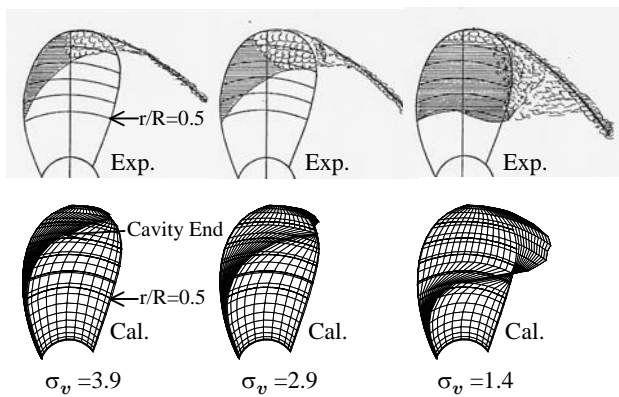 r/R=0.5
Exp.
Exp.
Exp.
Cavity End
r/R=0.5
Cal.
Cal.
Cal.
σv =3.9
σv =2.9
σv =1.4